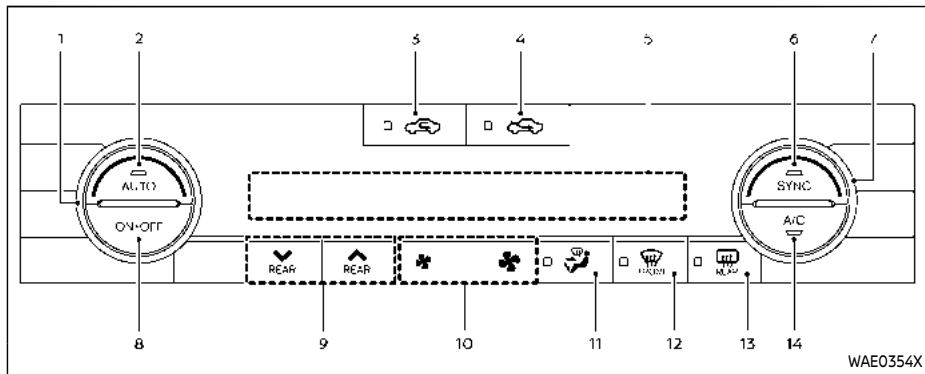 1 2 3 4 5 6 7
AUTO SYNC
ON•OFF A/C
REAR REAR FRONT REAR
8 9 10 11 12 13 14
WAE0354X